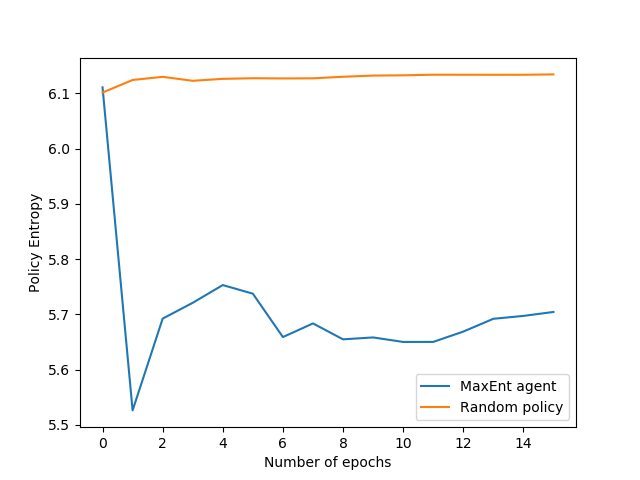 6.1
6.0
5.9
5.8
5.7
5.6
5.5
Policy Entropy
MaxEnt agent
Random policy
0 2 4 6 8 10 12 14
Number of epochs